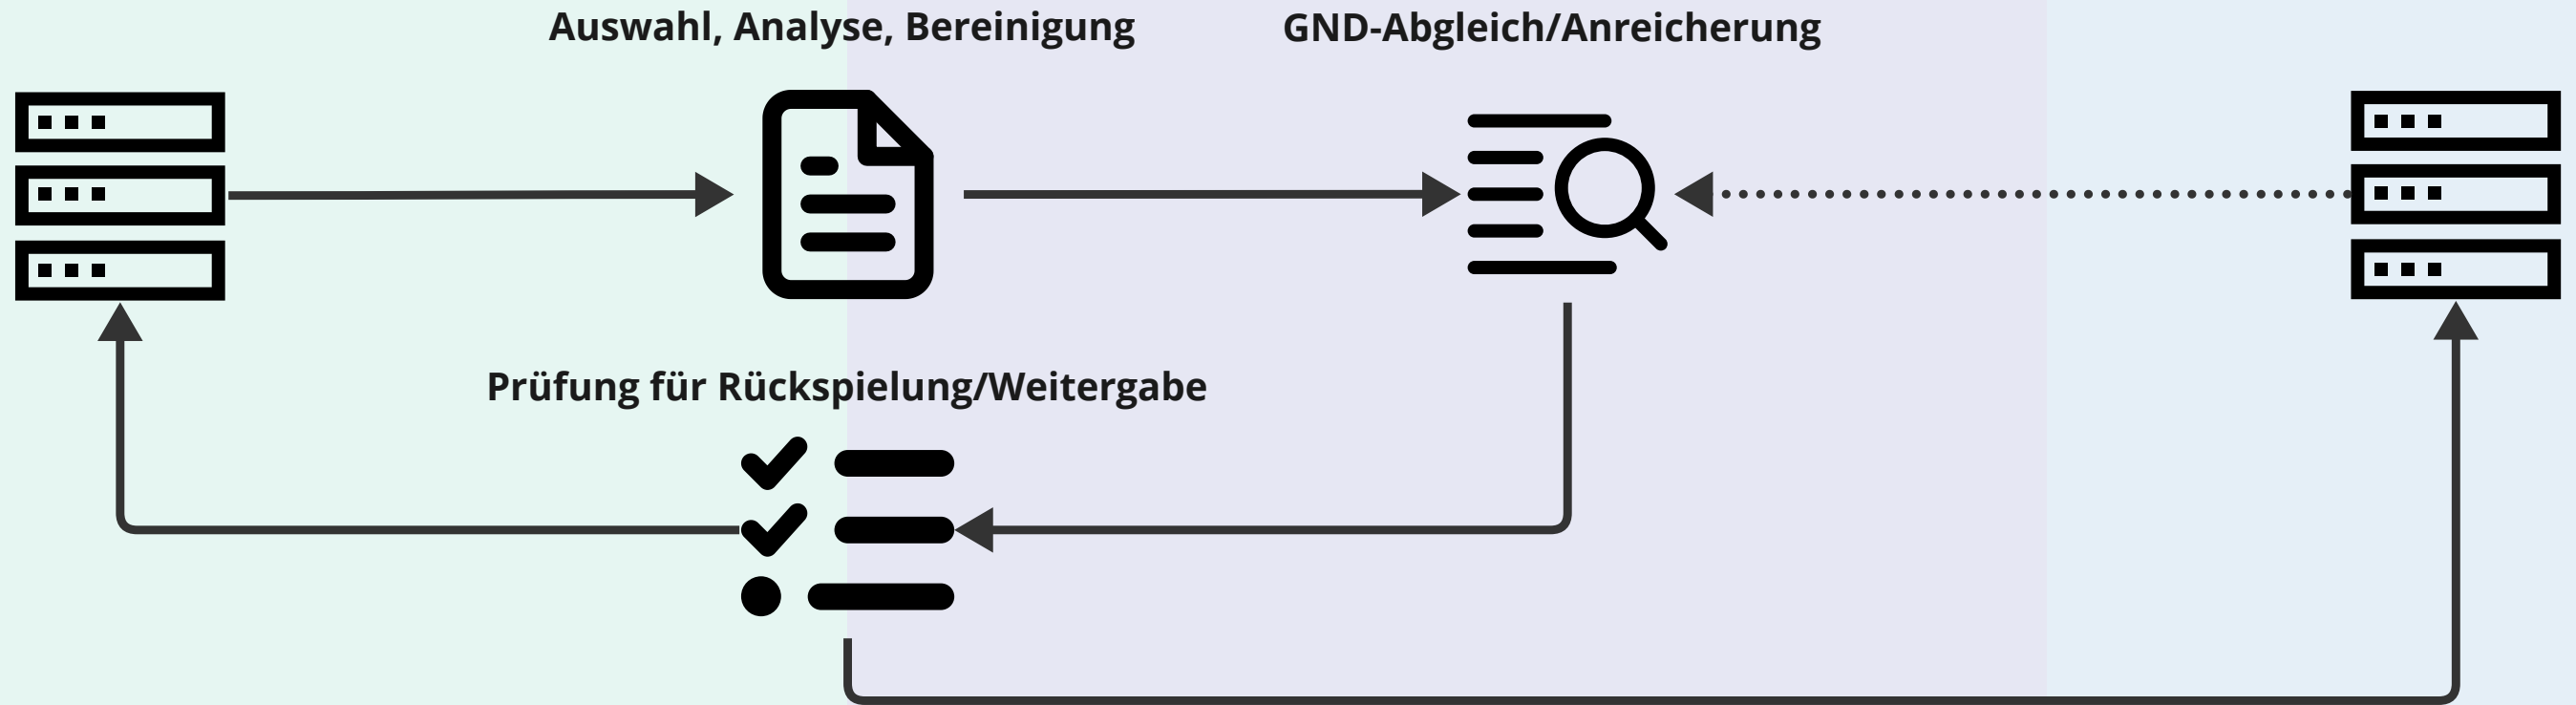 Auswahl, Analyse, Bereinigung
GND-Abgleich/Anreicherung
Prüfung für Rückspielung/Weitergabe